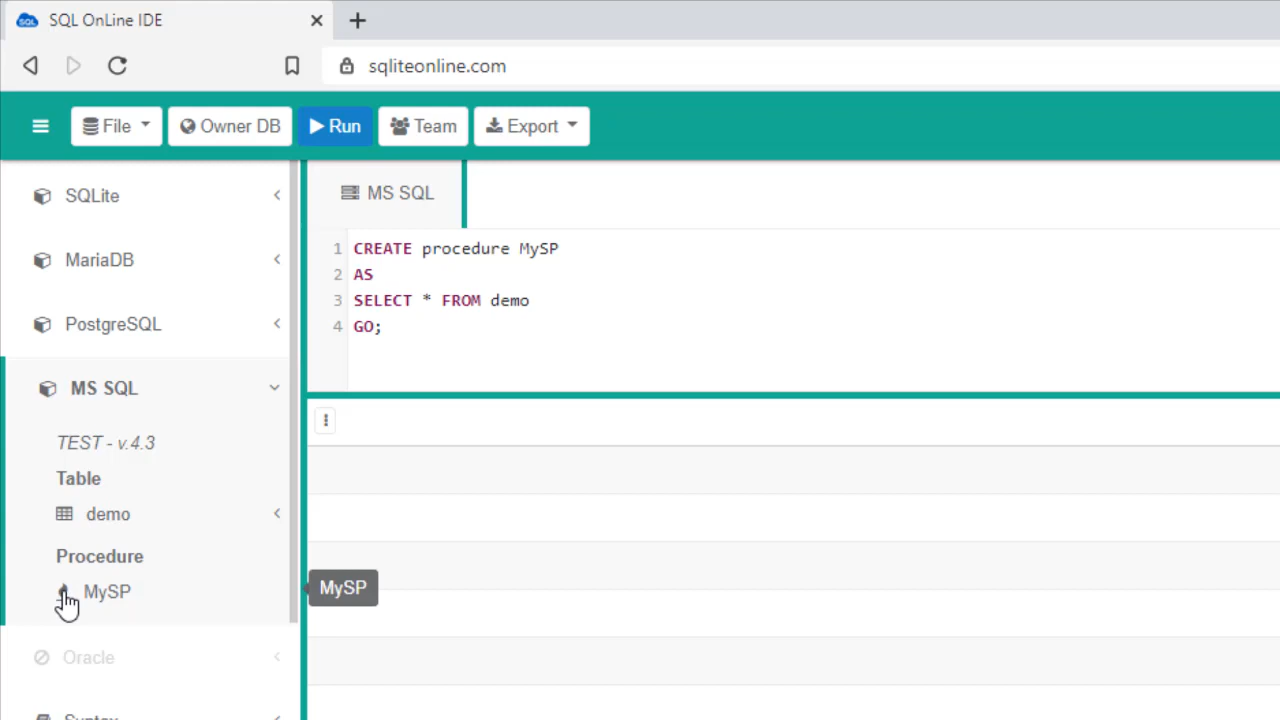 SQL OnLine IDE
sqliteonline.com
File
Owner DB
Run
Team
Export
SQLite
MariaDB
PostgreSQL
MS SQL
TEST - v.4.3
Table
demo
Procedure
MySP
MySP
Oracle
Syntax
MS SQL
1 CREATE procedure MySP
2 AS
3 SELECT * FROM demo
4 GO;